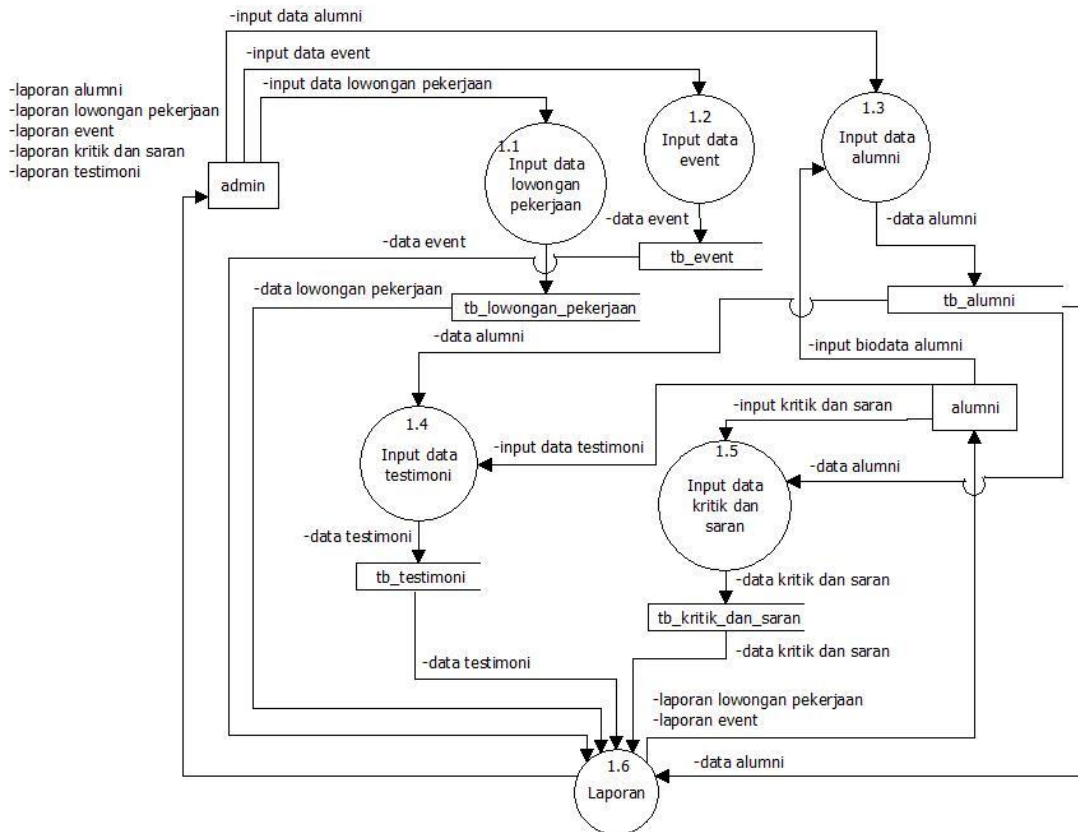 -input data alumni
-input data event
-input data lowongan pekerjaan
-laporan alumni
-laporan lowongan pekerjaan
-laporan event
-laporan kritik dan saran
-laporan testimoni
admin
1.1
Input data
lowongan
pekerjaan
1.2
Input data
event
1.3
Input data
alumni
-data event
-data alumni
-data event
tb_event
-data lowongan pekerjaan
tb_lowongan_pekerjaan
tb_alumni
-data alumni
-input biodata alumni
alumni
-input kritik dan saran
1.4
Input data
testimoni
-input data testimoni
1.5
Input data
kritik dan
saran
-data alumni
-data testimoni
tb_testimoni
-data kritik dan saran
tb_kritik_dan_saran
-data kritik dan saran
-data testimoni
-laporan lowongan pekerjaan
-laporan event
1.6
Laporan
-data alumni